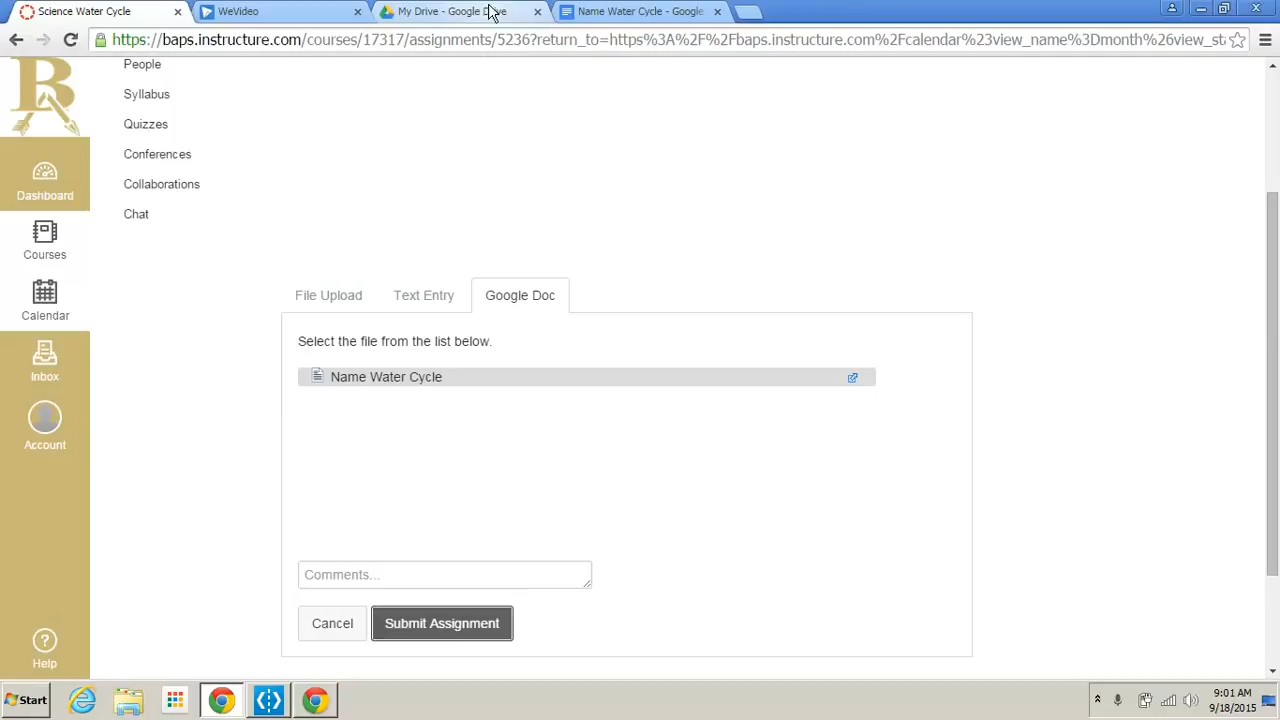 Science Water Cycle
WeVideo
My Drive - Google Drive
Name Water Cycle - Google
https://baps.instructure.com/courses/17317/assignments/5236?return_to=https%3A%2F%2Fbaps.instructure.com%2Fcalendar%23view_name%3Dmonth%26view_st
B
People
Syllabus
Quizzes
Conferences
Collaborations
Chat
Dashboard
Courses
Calendar
Inbox
Account
Help
File Upload
Text Entry
Google Doc
Select the file from the list below.
Name Water Cycle
Comments...
Cancel
Submit Assignment
Start
9:01 AM
9/18/2015